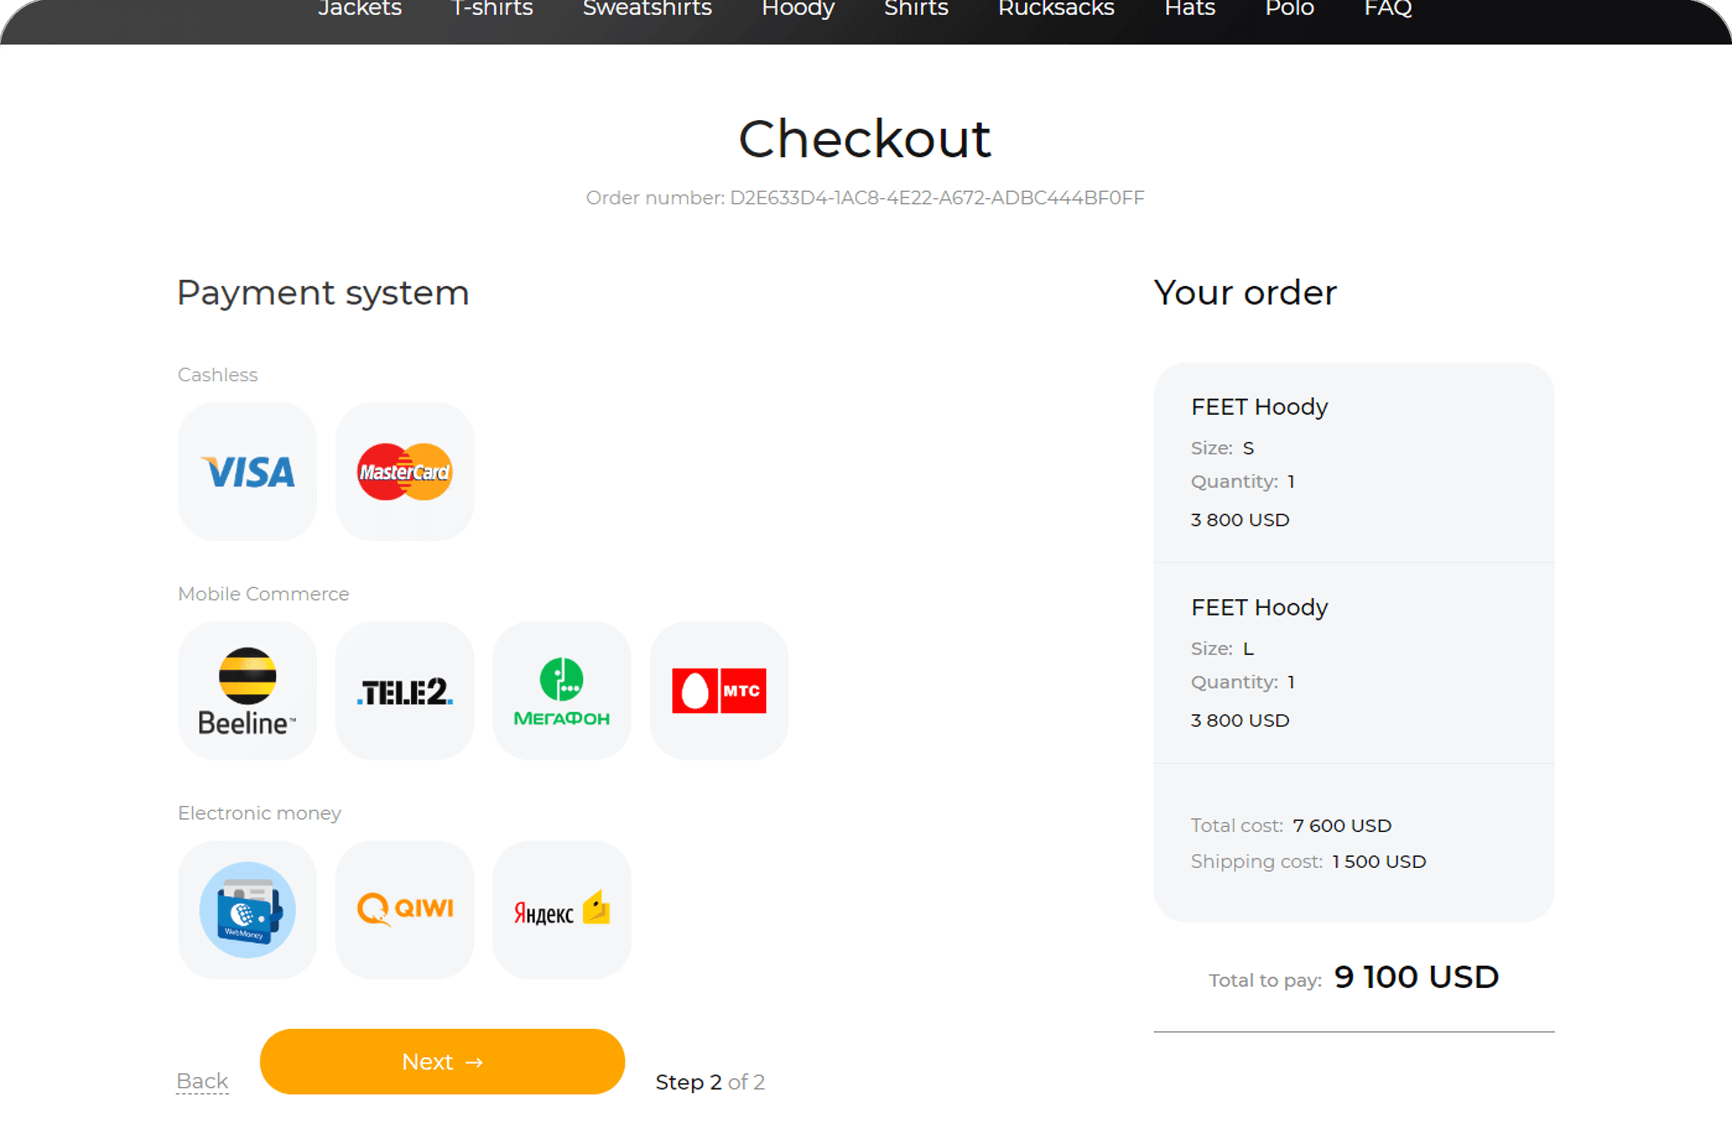 Jackets T-shirts Sweatshirts Hoody Shirts Rucksacks Hats Polo FAQ
Checkout
Order number: D2E633D4-1AC8-4E22-A672-ADBC444BF0FF
Payment system
Cashless
VISA
MasterCard
Mobile Commerce
Beeline™
.TELE2.
МЕГАФОН
МТС
Electronic money
WebMoney
QIWI
Яндекс
Back
Next →
Step 2 of 2
Your order
FEET Hoody
Size: S
Quantity: 1
3 800 USD
FEET Hoody
Size: L
Quantity: 1
3 800 USD
Total cost: 7 600 USD
Shipping cost: 1 500 USD
Total to pay: 9 100 USD